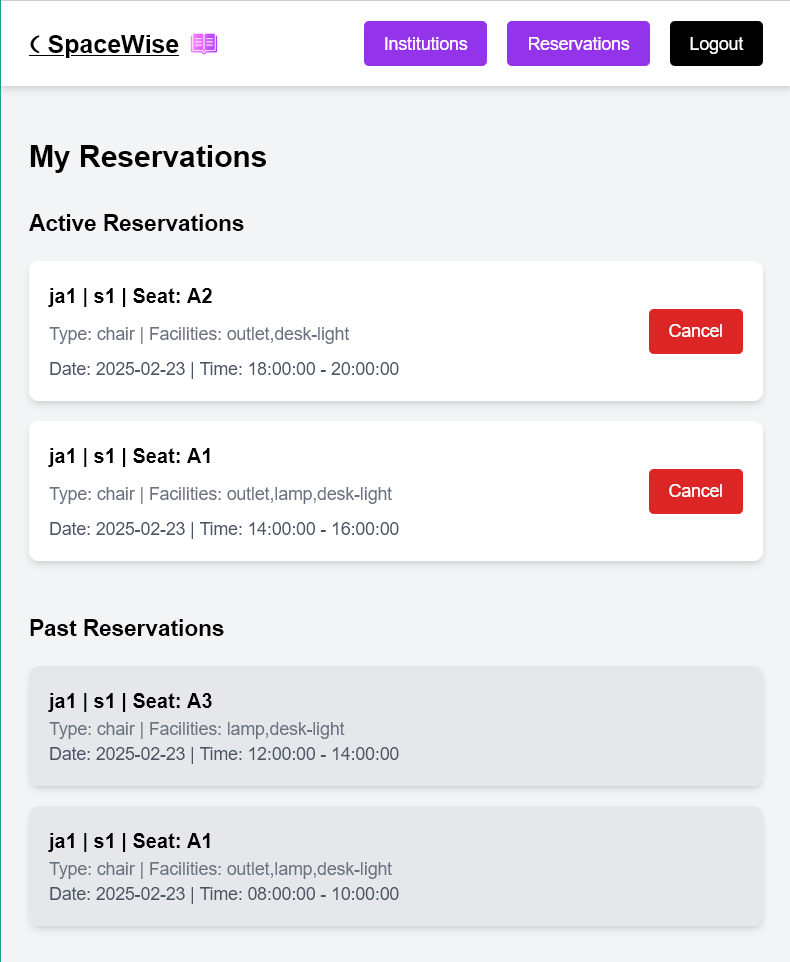 ☾ SpaceWise
Institutions
Reservations
Logout
My Reservations
Active Reservations
ja1 | s1 | Seat: A2
Type: chair | Facilities: outlet,desk-light
Date: 2025-02-23 | Time: 18:00:00 - 20:00:00
Cancel
ja1 | s1 | Seat: A1
Type: chair | Facilities: outlet,lamp,desk-light
Date: 2025-02-23 | Time: 14:00:00 - 16:00:00
Cancel
Past Reservations
ja1 | s1 | Seat: A3
Type: chair | Facilities: lamp,desk-light
Date: 2025-02-23 | Time: 12:00:00 - 14:00:00
ja1 | s1 | Seat: A1
Type: chair | Facilities: outlet,lamp,desk-light
Date: 2025-02-23 | Time: 08:00:00 - 10:00:00